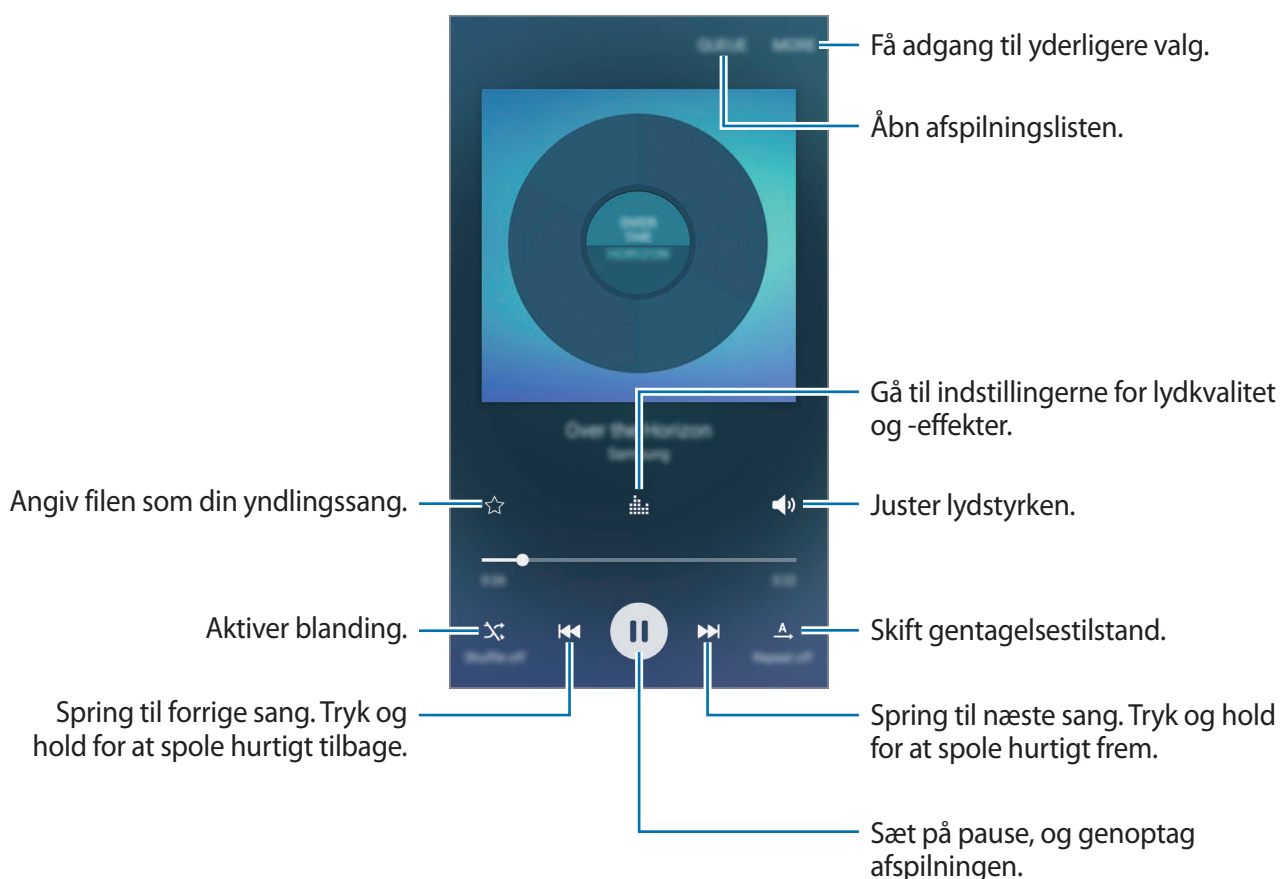 QUEUE MORE
Få adgang til yderligere valg.
Åbn afspilningslisten.
OVER
THE
HORIZON
Gå til indstillingerne for lydkvalitet
og -effekter.
Over the Horizon
Samsung
Angiv filen som din yndlingssang.
Juster lydstyrken.
Aktiver blanding.
A
Skift gentagelsestilstand.
Shuffle off
Repeat off
Spring til forrige sang. Tryk og
hold for at spole hurtigt tilbage.
Spring til næste sang. Tryk og hold
for at spole hurtigt frem.
Sæt på pause, og genoptag
afspilningen.